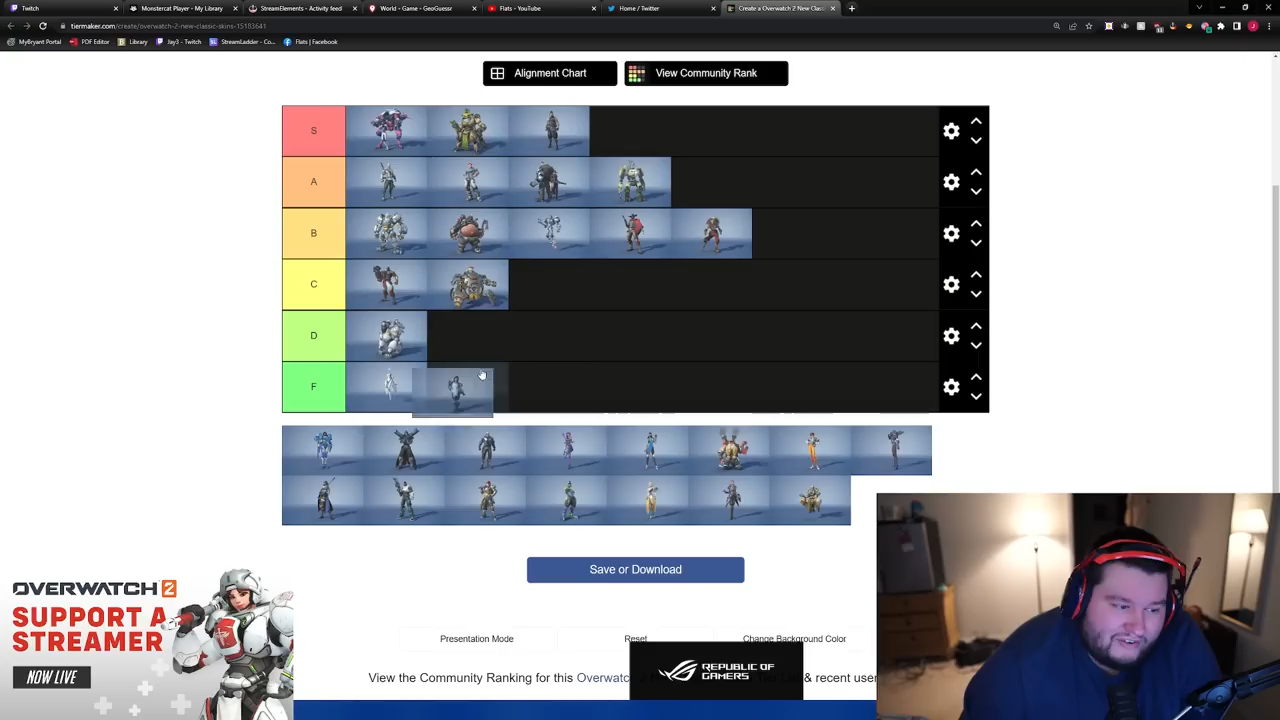 Twitch
Monstercat Player - My Library
StreamElements - Activity feed
World - Game - GeoGuessr
Flats - YouTube
Home / Twitter
Create a Overwatch 2 New Classic
tiermaker.com/create/overwatch-2-new-classic-skins-15183641
MyBryant Portal
PDF Editor
Library
Jay3 - Twitch
StreamLadder - Co...
Flats | Facebook
Alignment Chart
View Community Rank
S
A
B
C
D
F
Save or Download
Presentation Mode
Reset
Change Background Color
View the Community Ranking for this Overwatch 2
& recent user
REPUBLIC OF
GAMERS
OVERWATCH 2
SUPPORT A
STREAMER
NOW LIVE